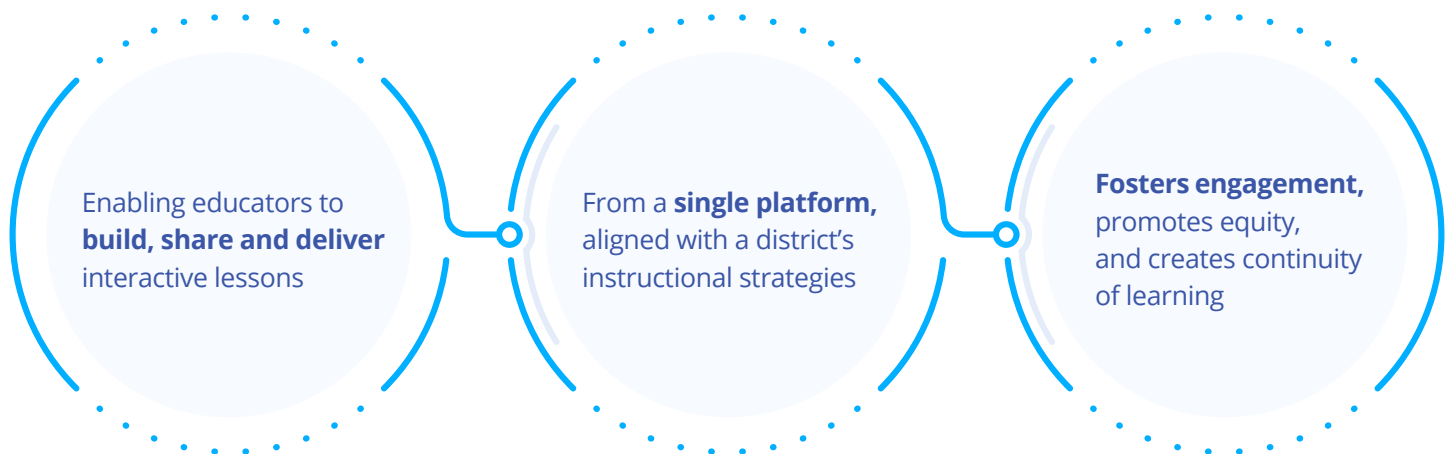 Enabling educators to
build, share and deliver
interactive lessons
From a single platform,
aligned with a district’s
instructional strategies
Fosters engagement,
promotes equity,
and creates continuity
of learning